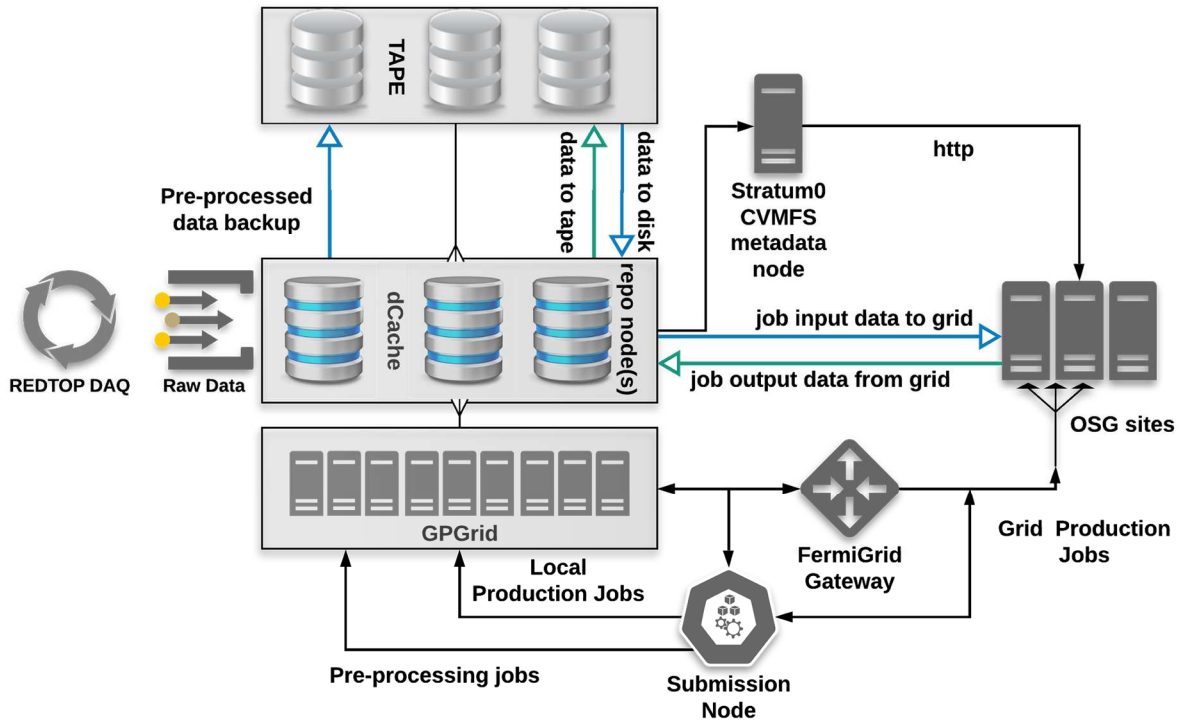 TAPE
Pre-processed
data backup
data to tape
data to disk
Stratum0
CVMFS
metadata
node
http
REDTOP DAQ
Raw Data
dCache
repo node(s)
job input data to grid
job output data from grid
OSG sites
GPGrid
FermiGrid
Gateway
Grid Production
Jobs
Local
Production Jobs
Pre-processing jobs
Submission
Node